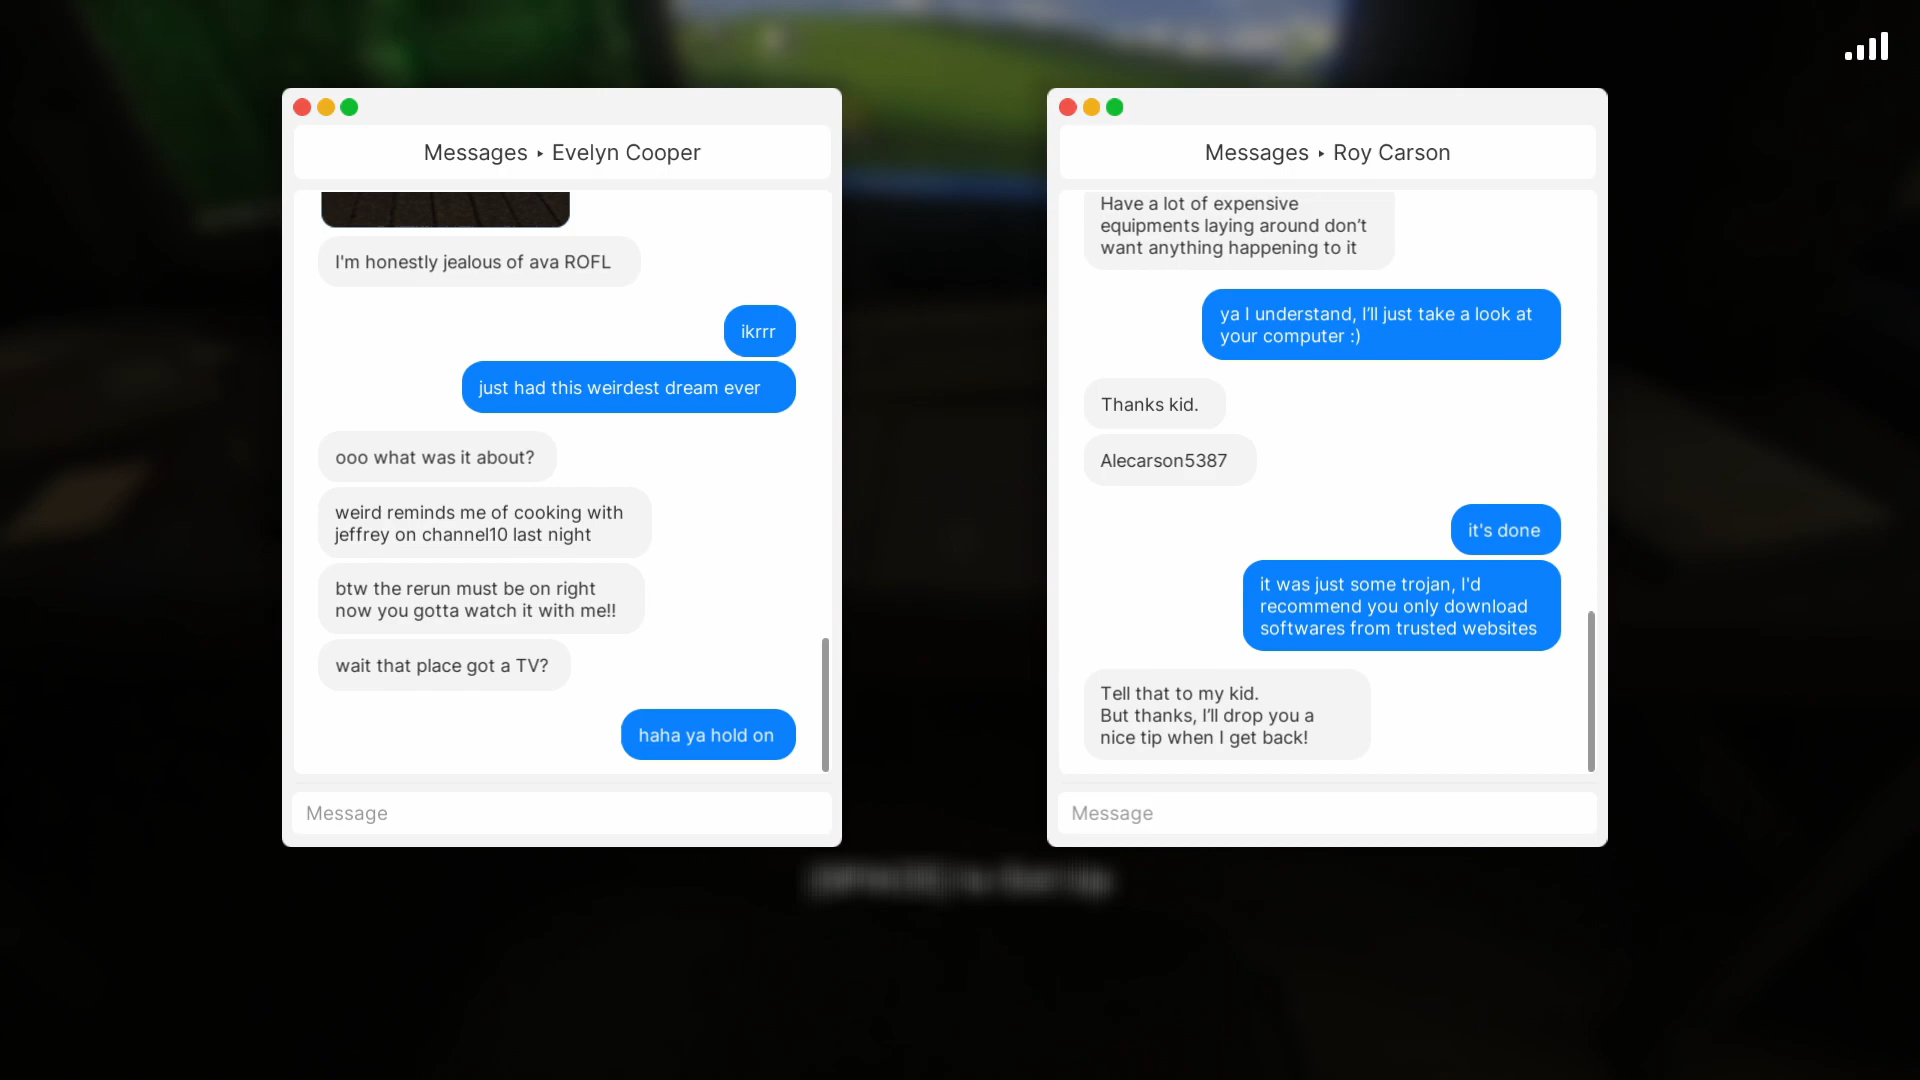 Messages ‣ Evelyn Cooper
I'm honestly jealous of ava ROFL
ikrrr
just had this weirdest dream ever
ooo what was it about?
weird reminds me of cooking with
jeffrey on channel10 last night
btw the rerun must be on right
now you gotta watch it with me!!
wait that place got a TV?
haha ya hold on
Message
Messages ‣ Roy Carson
Have a lot of expensive
equipments laying around don’t
want anything happening to it
ya I understand, I’ll just take a look at
your computer :)
Thanks kid.
Alecarson5387
it's done
it was just some trojan, I'd
recommend you only download
softwares from trusted websites
Tell that to my kid.
But thanks, I’ll drop you a
nice tip when I get back!
Message